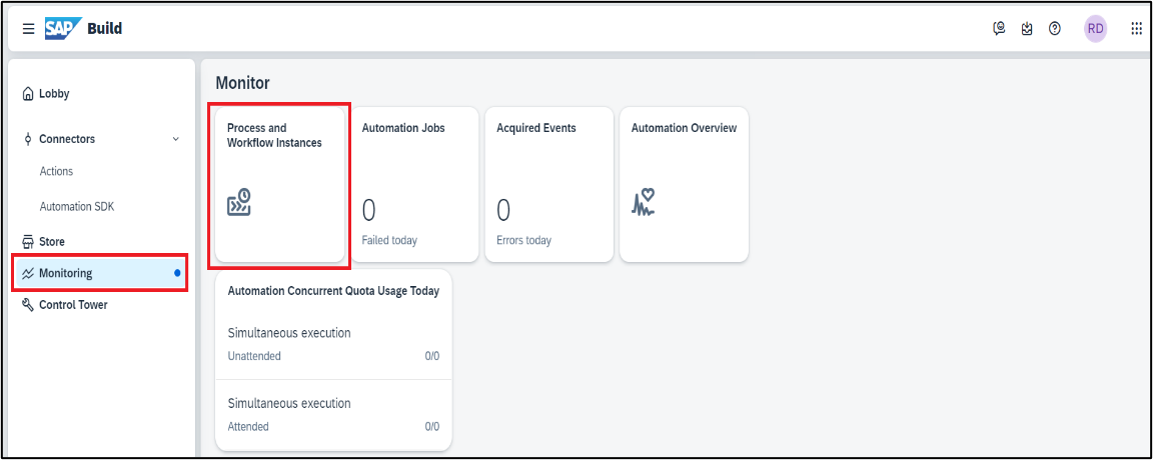 SAP Build
RD
Lobby
Connectors
Actions
Automation SDK
Store
Monitoring
Control Tower
Monitor
Process and
Workflow Instances
Automation Jobs
0
Failed today
Acquired Events
0
Errors today
Automation Overview
Automation Concurrent Quota Usage Today
Simultaneous execution
Unattended 0/0
Simultaneous execution
Attended 0/0